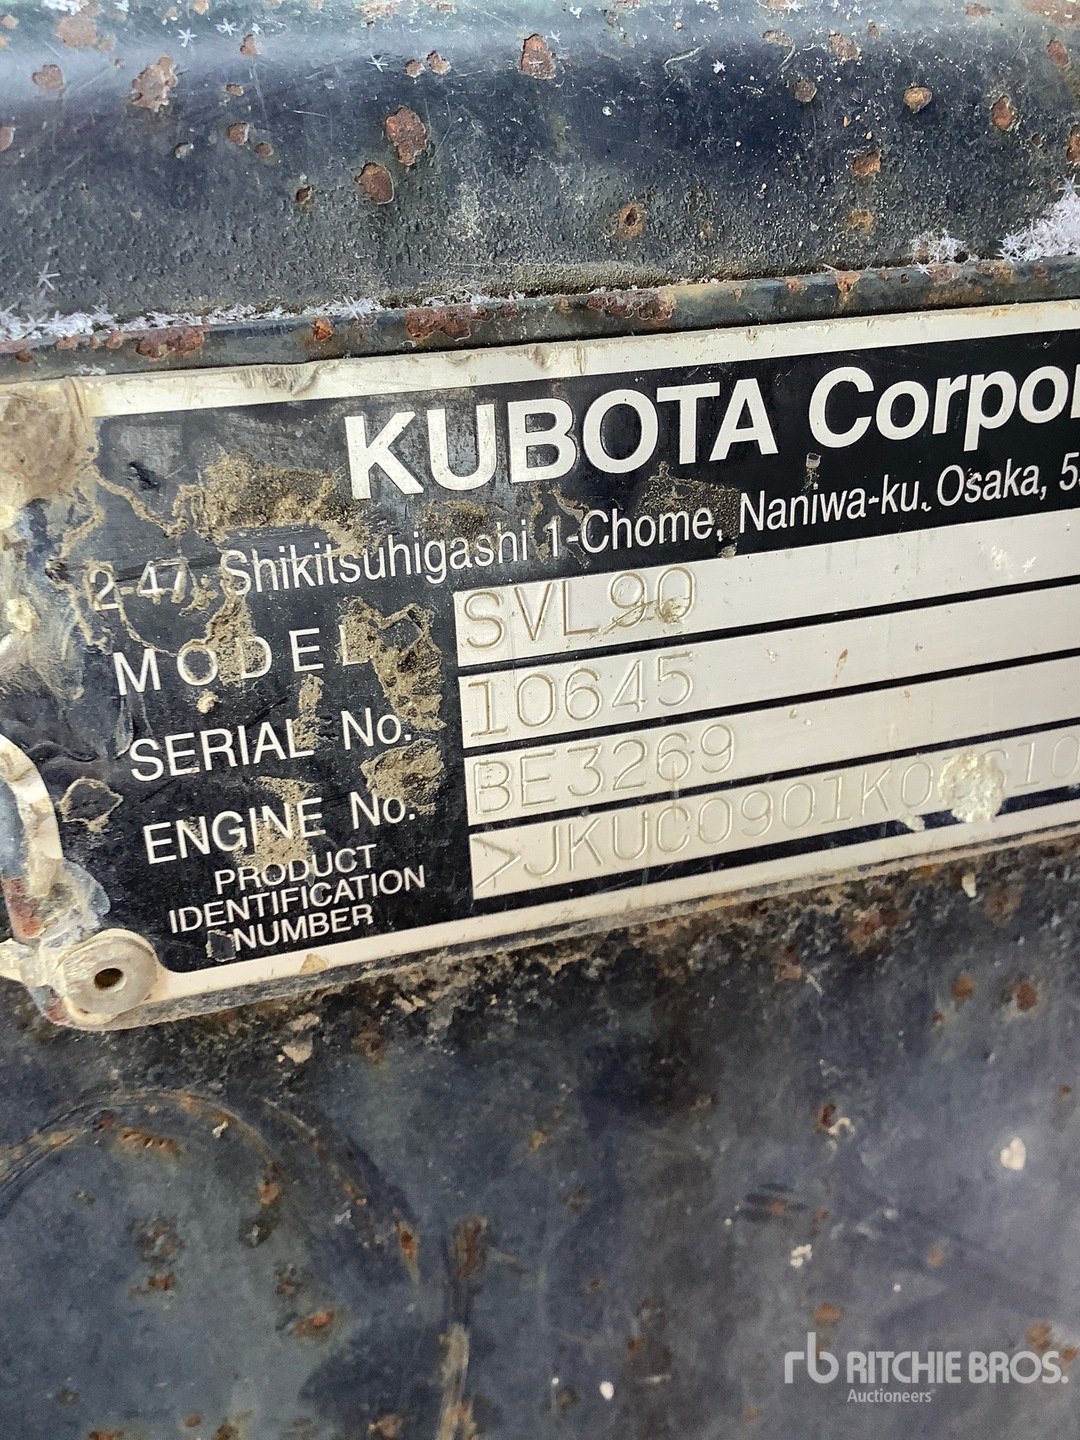 KUBOTA Corpor
2-47, Shikitsuhigashi 1-Chome, Naniwa-ku, Osaka, 5
MODEL SVL90
SERIAL No. 10645
ENGINE No. BE3269
PRODUCT
IDENTIFICATION
NUMBER
rb RITCHIE BROS.
Auctioneers